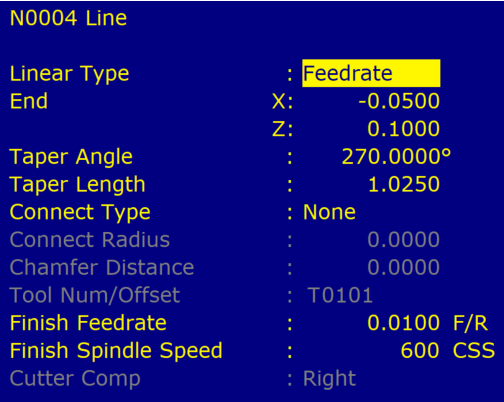 N0004 Line
Linear Type : Feedrate
End X: -0.0500
Z: 0.1000
Taper Angle : 270.0000°
Taper Length : 1.0250
Connect Type : None
Connect Radius : 0.0000
Chamfer Distance : 0.0000
Tool Num/Offset : T0101
Finish Feedrate : 0.0100 F/R
Finish Spindle Speed : 600 CSS
Cutter Comp : Right